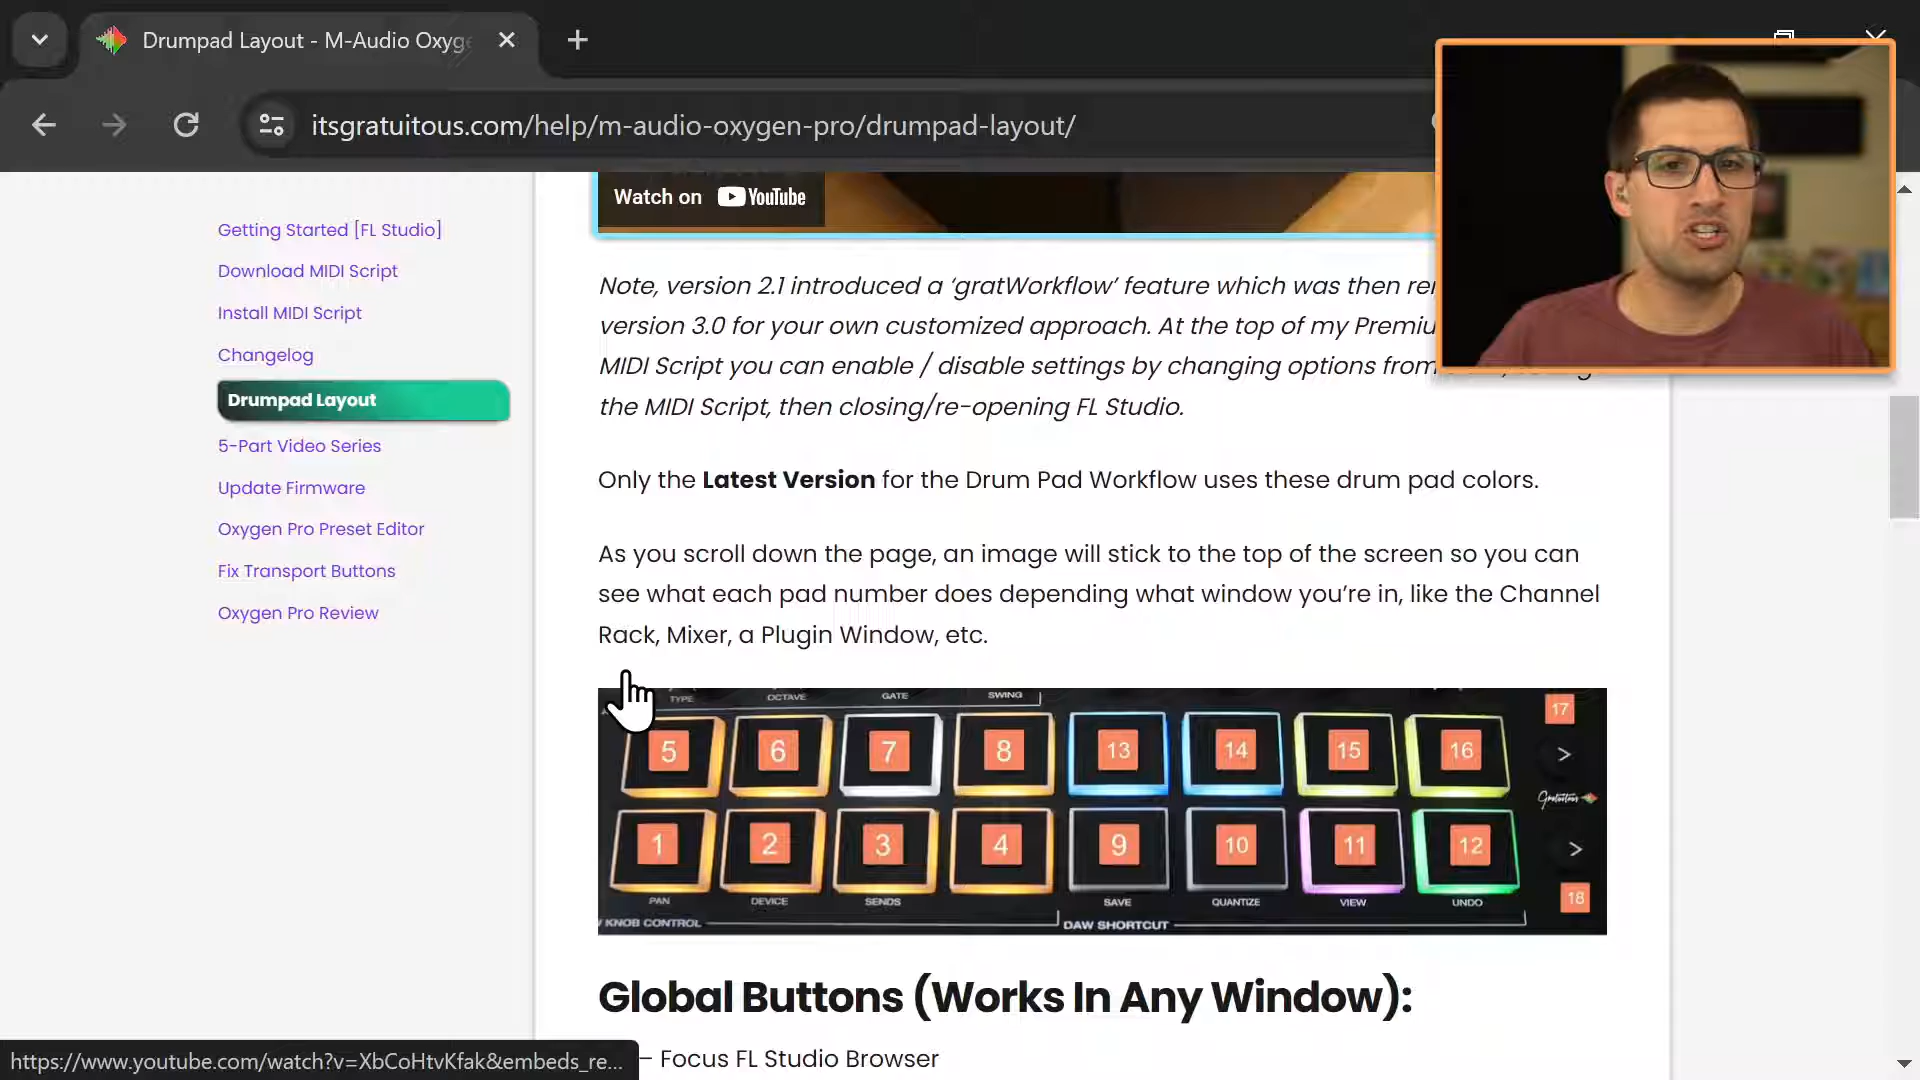 Drumpad Layout - M-Audio Oxyg
itsgratuitous.com/help/m-audio-oxygen-pro/drumpad-layout/
Getting Started [FL Studio]
Download MIDI Script
Install MIDI Script
Changelog
Drumpad Layout
5-Part Video Series
Update Firmware
Oxygen Pro Preset Editor
Fix Transport Buttons
Oxygen Pro Review
Watch on YouTube
Note, version 2.1 introduced a ‘gratWorkflow’ feature which was then
version 3.0 for your own customized approach. At the top of my
MIDI Script you can enable / disable settings by changing options from
the MIDI Script, then closing/re-opening FL Studio.
Only the Latest Version for the Drum Pad Workflow uses these drum pad colors.
As you scroll down the page, an image will stick to the top of the screen so you can
see what each pad number does depending what window you’re in, like the Channel
Rack, Mixer, a Plugin Window, etc.
TYPE OCTAVE GATE SWING
17
5 6 7 8 13 14 15 16
Gratuitous
1 2 3 4 9 10 11 12
18
PAN DEVICE SENDS SAVE QUANTIZE VIEW UNDO
KNOB CONTROL DAW SHORTCUT
Global Buttons (Works In Any Window):
– Focus FL Studio Browser
https://www.youtube.com/watch?v=XbCoHtvKfak&embeds_re...